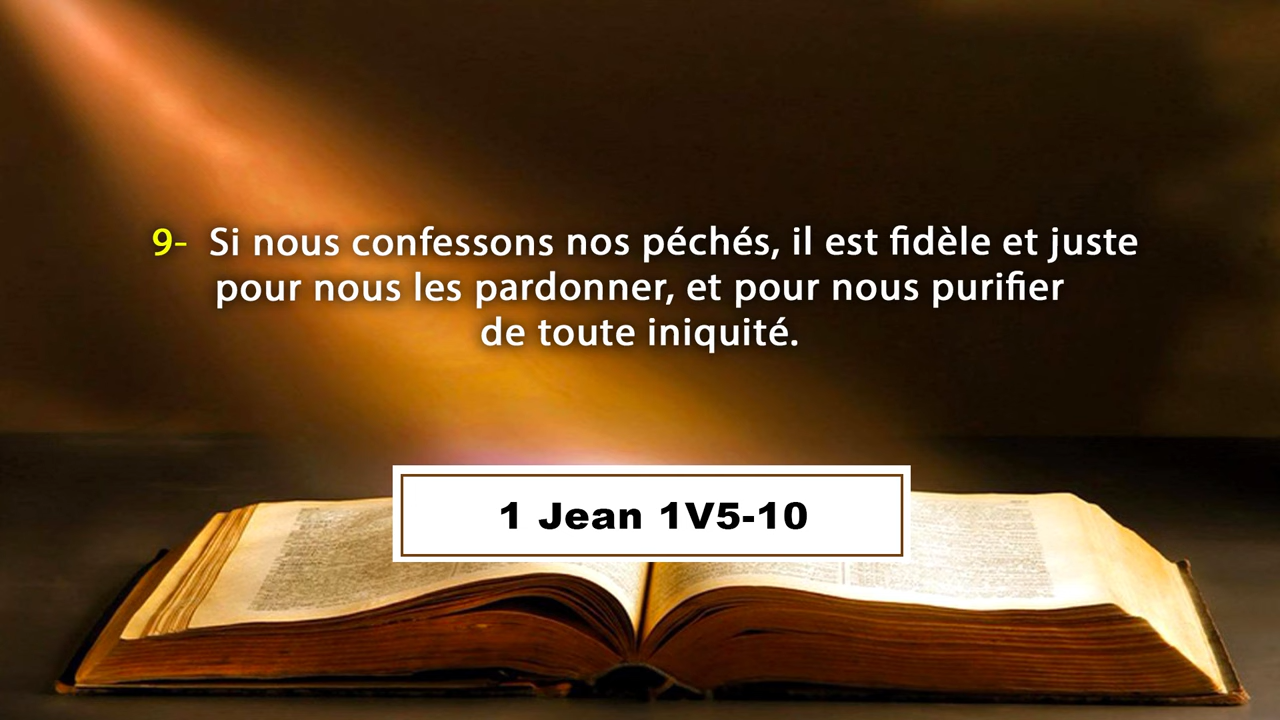 9- Si nous confessons nos péchés, il est fidèle et juste
pour nous les pardonner, et pour nous purifier
de toute iniquité.
1 Jean 1V5-10